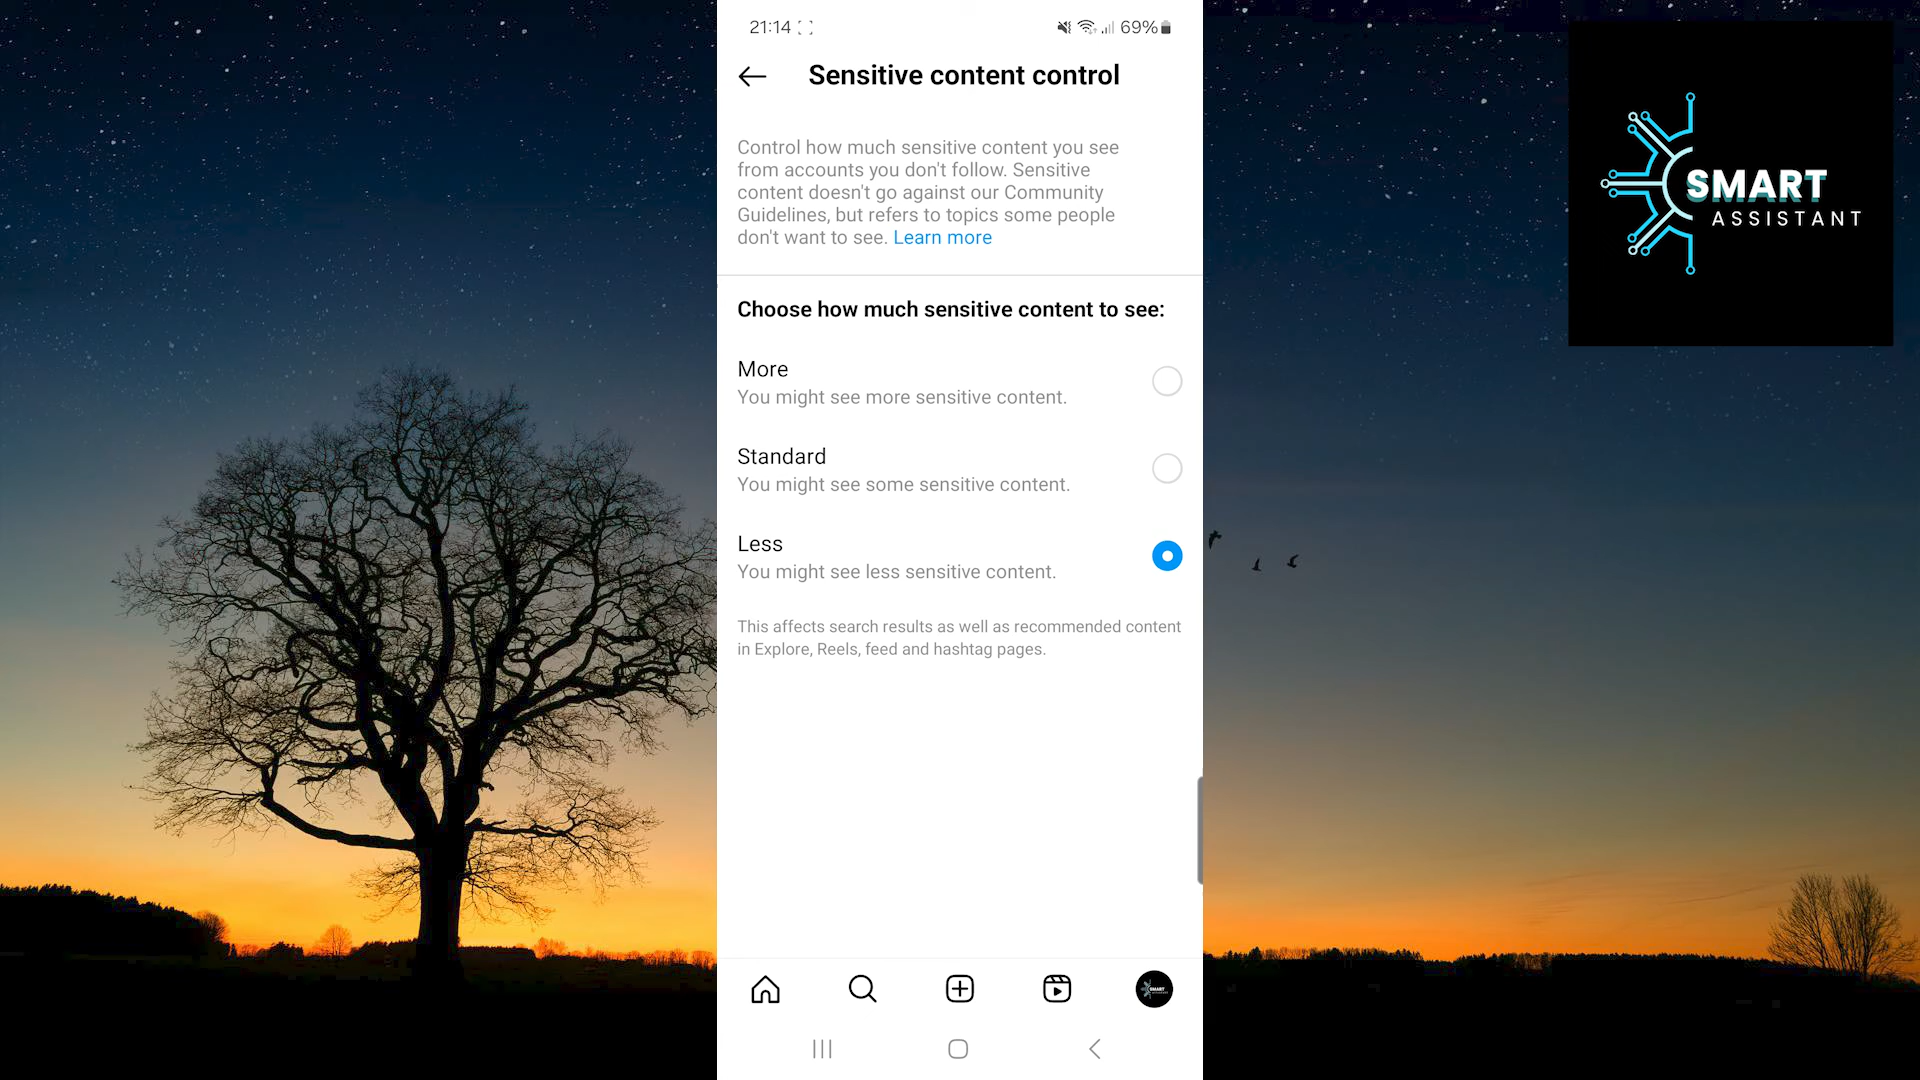 21:14
69%
Sensitive content control
Control how much sensitive content you see
from accounts you don't follow. Sensitive
content doesn't go against our Community
Guidelines, but refers to topics some people
don't want to see. Learn more
Choose how much sensitive content to see:
More
You might see more sensitive content.
Standard
You might see some sensitive content.
Less
You might see less sensitive content.
This affects search results as well as recommended content
in Explore, Reels, feed and hashtag pages.
SMART
ASSISTANT
SMART